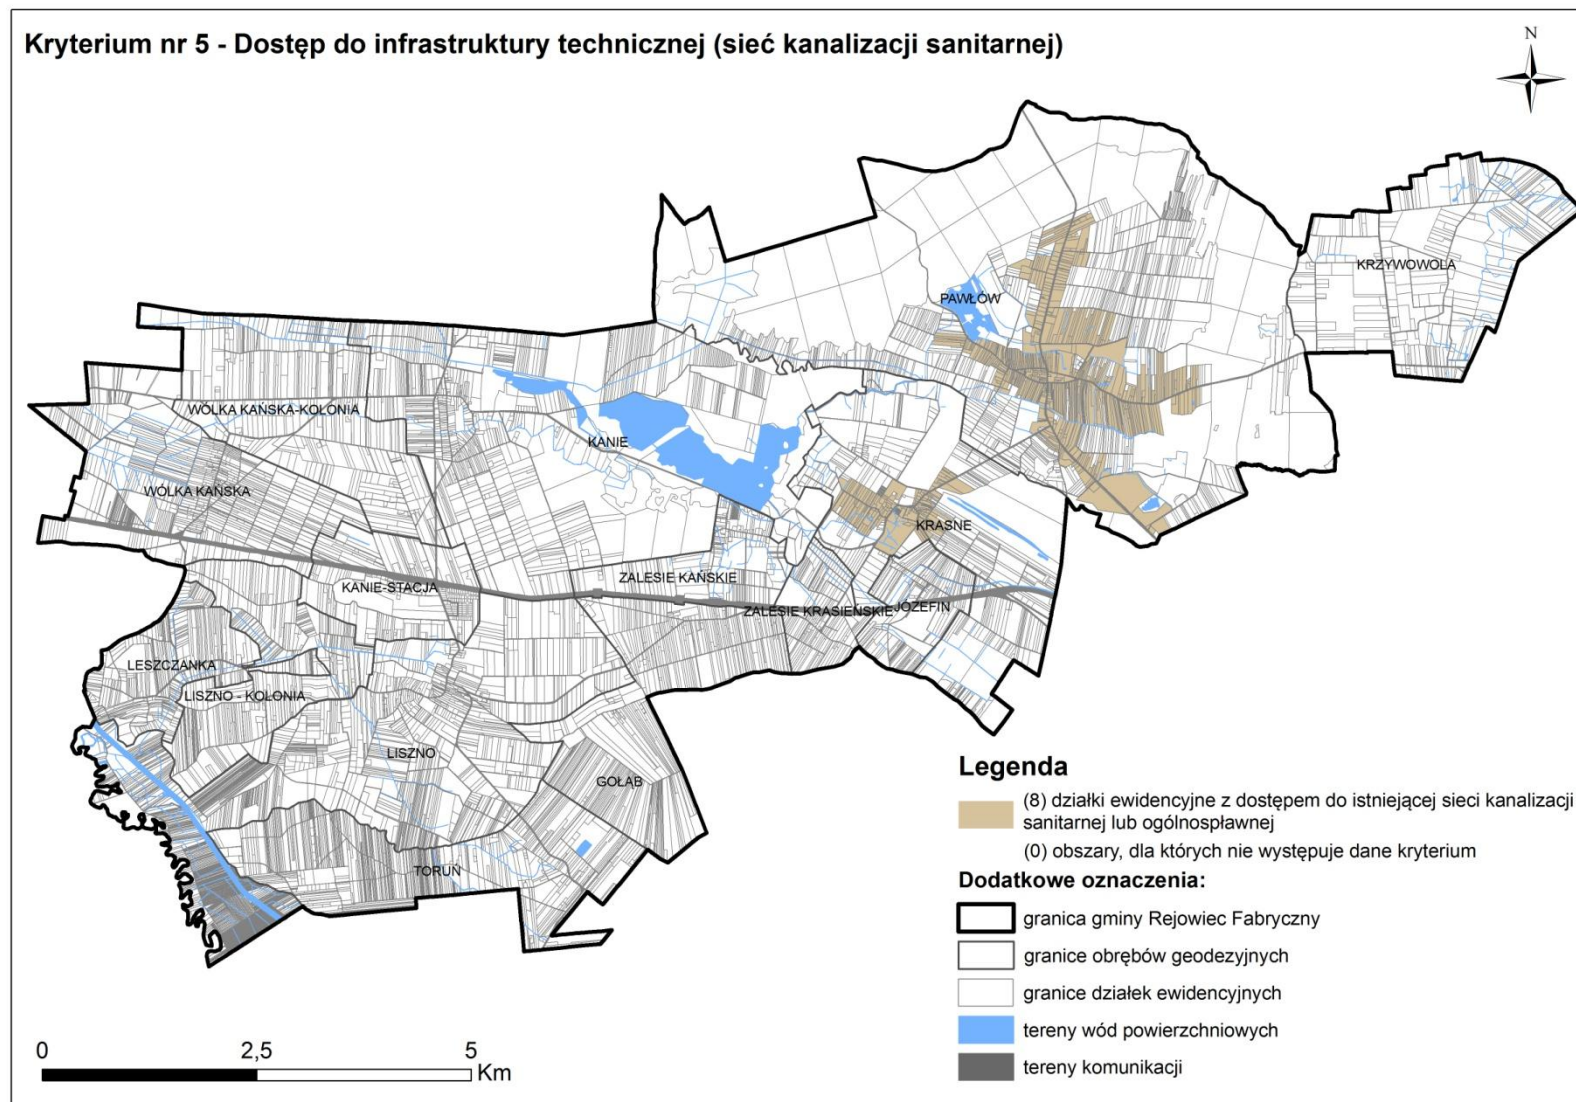 Kryterium nr 5 - Dostęp do infrastruktury technicznej (sieć kanalizacji sanitarnej)
N
KRZYWOWOLA
PAWŁÓW
WÓLKA KAŃSKA-KOLONIA
KANIE
WÓLKA KAŃSKA
KRASNE
ZALESIE KAŃSKIE
KANIE-STACJA
ZALESIE KRASIEŃSKIE
JÓZEFIN
LESZCZANKA
LISZNO - KOLONIA
LISZNO
GOŁĄB
TORUŃ
Legenda
(8) działki ewidencyjne z dostępem do istniejącej sieci kanalizacji
sanitarnej lub ogólnospławnej
(0) obszary, dla których nie występuje dane kryterium
Dodatkowe oznaczenia:
granica gminy Rejowiec Fabryczny
granice obrębów geodezyjnych
granice działek ewidencyjnych
tereny wód powierzchniowych
tereny komunikacji
0 2,5 5
Km